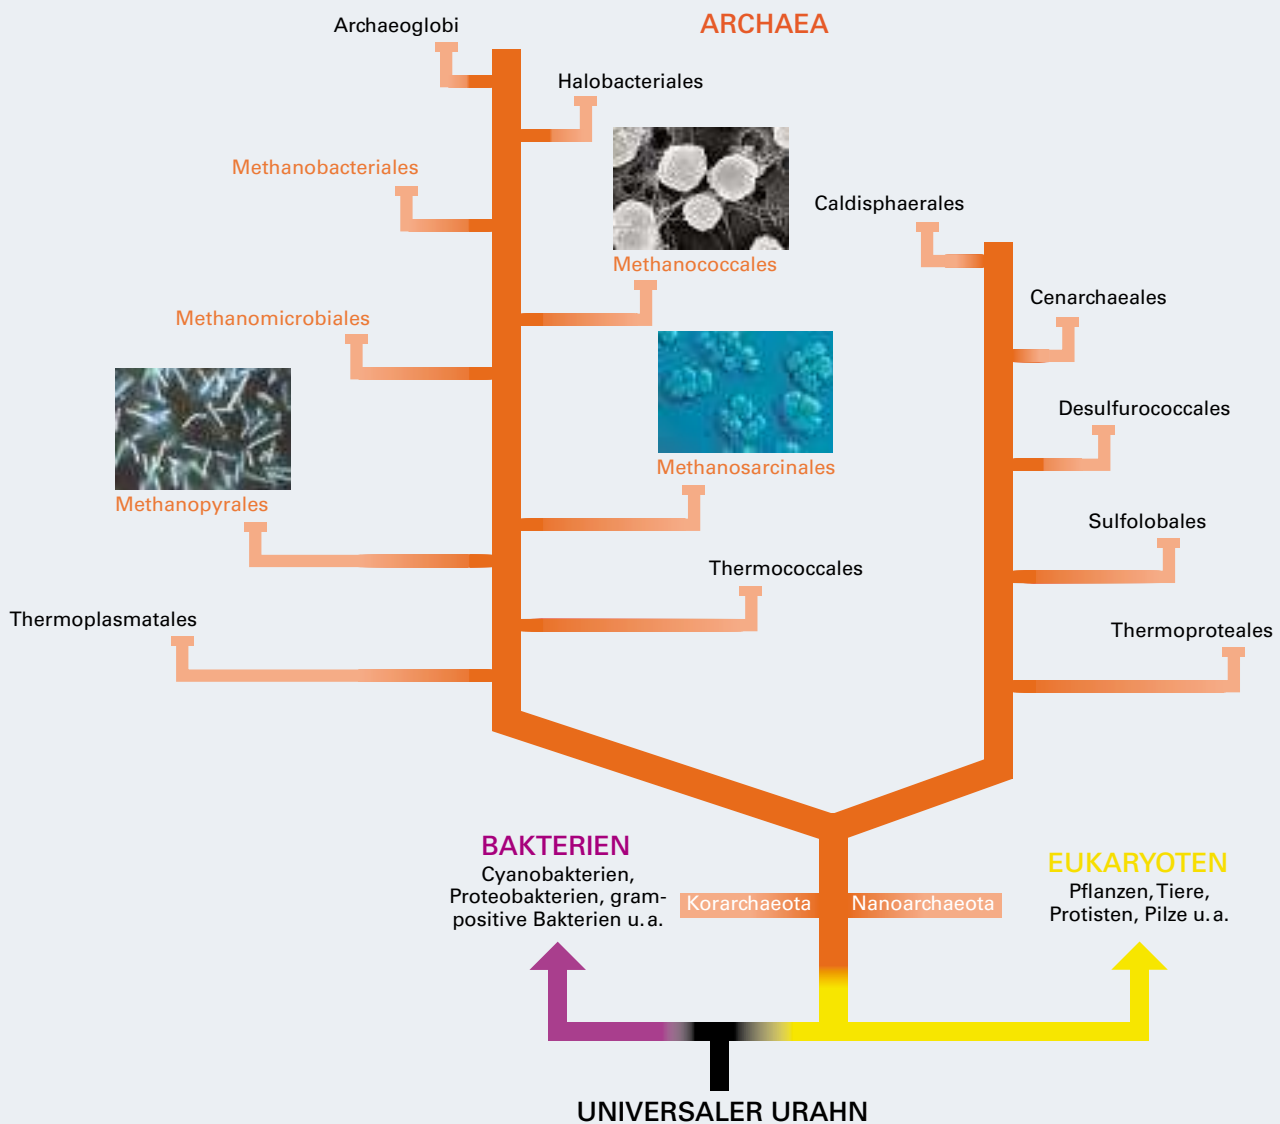 ARCHAEA
Archaeoglobi
Halobacteriales
Methanobacteriales
Caldisphaerales
Methanococcales
Cenarchaeales
Methanomicrobiales
Desulfurococcales
Methanosarcinales
Methanopyrales
Sulfolobales
Thermococcales
Thermoplasmatales
Thermoproteales
BAKTERIEN
Cyanobakterien,
Proteobakterien, gram-
positive Bakterien u. a.
EUKARYOTEN
Pflanzen, Tiere,
Protisten, Pilze u. a.
Korarchaeota
Nanoarchaeota
UNIVERSALER URAHN